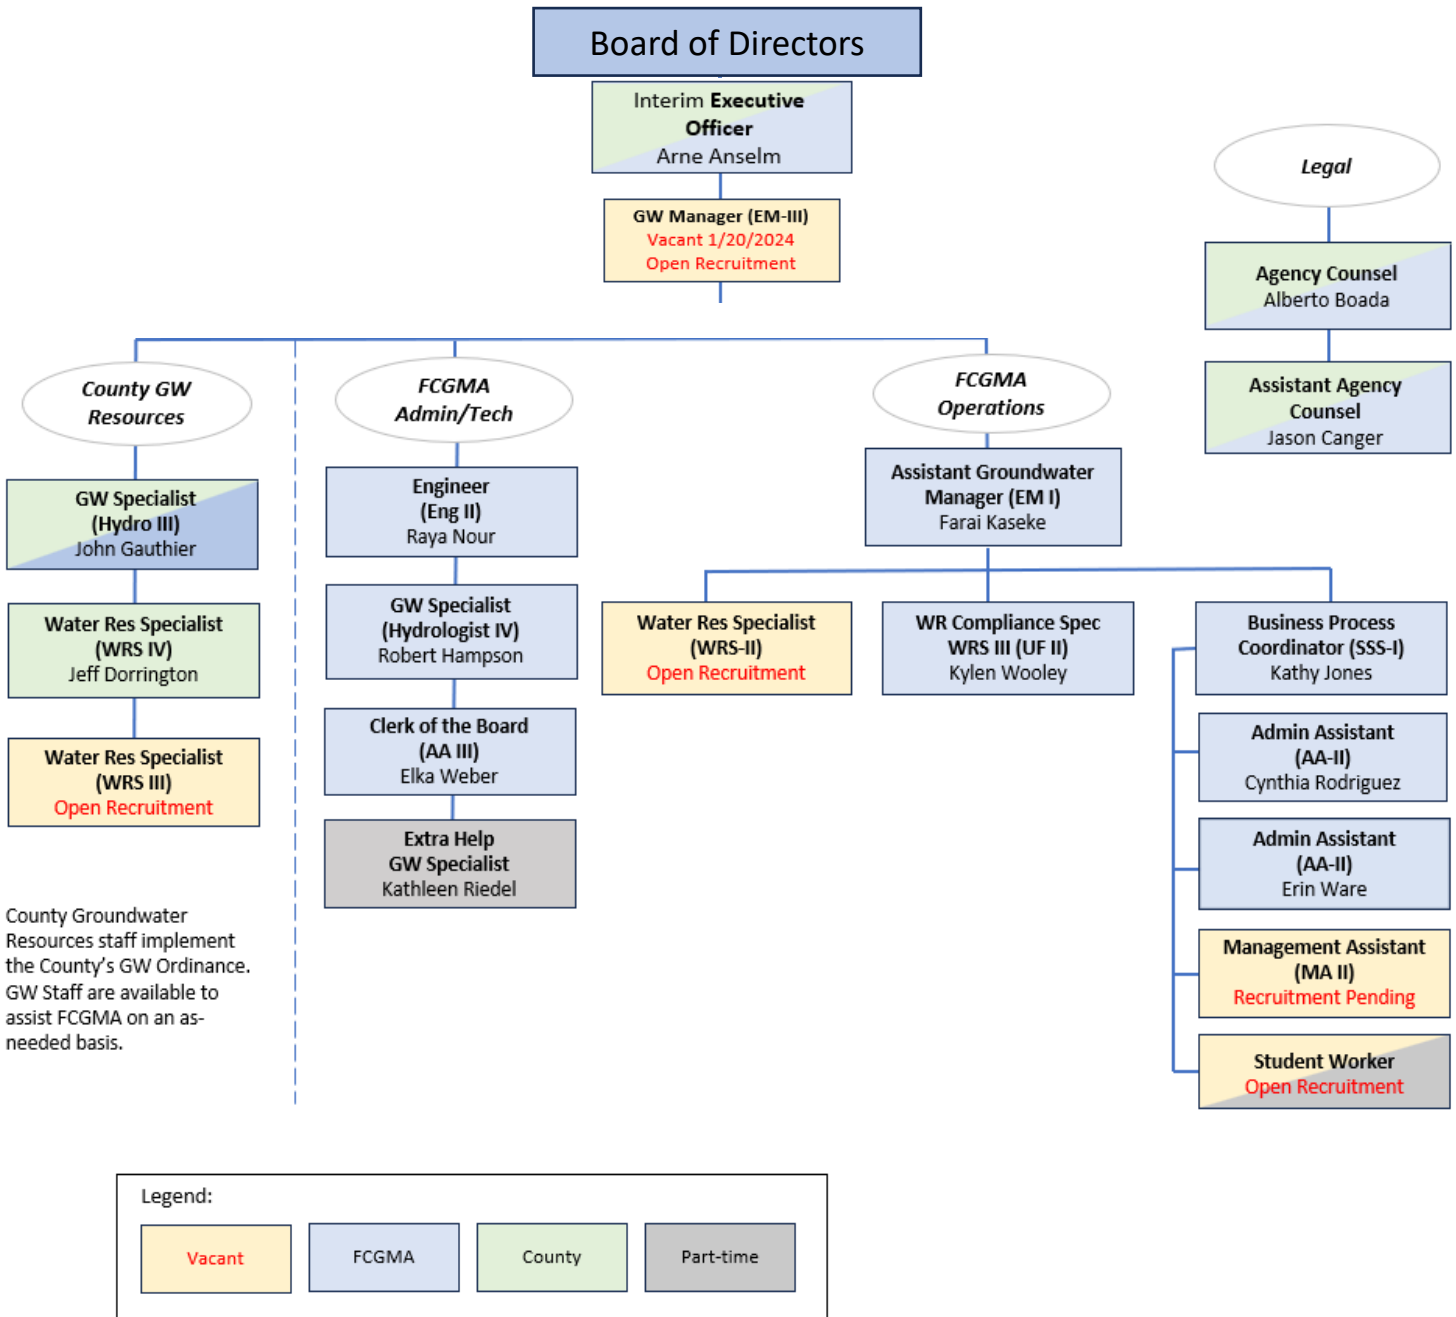 Board of Directors
Interim Executive
Officer
Arne Anselm
GW Manager (EM-III)
Vacant 1/20/2024
Open Recruitment
Legal
Agency Counsel
Alberto Boada
Assistant Agency
Counsel
Jason Canger
County GW
Resources
GW Specialist
(Hydro III)
John Gauthier
Water Res Specialist
(WRS IV)
Jeff Dorrington
Water Res Specialist
(WRS III)
Open Recruitment
County Groundwater
Resources staff implement
the County's GW Ordinance.
GW Staff are available to
assist FCGMA on an as-
needed basis.
FCGMA
Admin/Tech
Engineer
(Eng II)
Raya Nour
GW Specialist
(Hydrologist IV)
Robert Hampson
Clerk of the Board
(AA III)
Elka Weber
Extra Help
GW Specialist
Kathleen Riedel
FCGMA
Operations
Assistant Groundwater
Manager (EM I)
Farai Kaseke
Water Res Specialist
(WRS-II)
Open Recruitment
WR Compliance Spec
WRS III (UF II)
Kylen Wooley
Business Process
Coordinator (SSS-I)
Kathy Jones
Admin Assistant
(AA-II)
Cynthia Rodriguez
Admin Assistant
(AA-II)
Erin Ware
Management Assistant
(MA II)
Recruitment Pending
Student Worker
Open Recruitment
Legend:
Vacant
FCGMA
County
Part-time